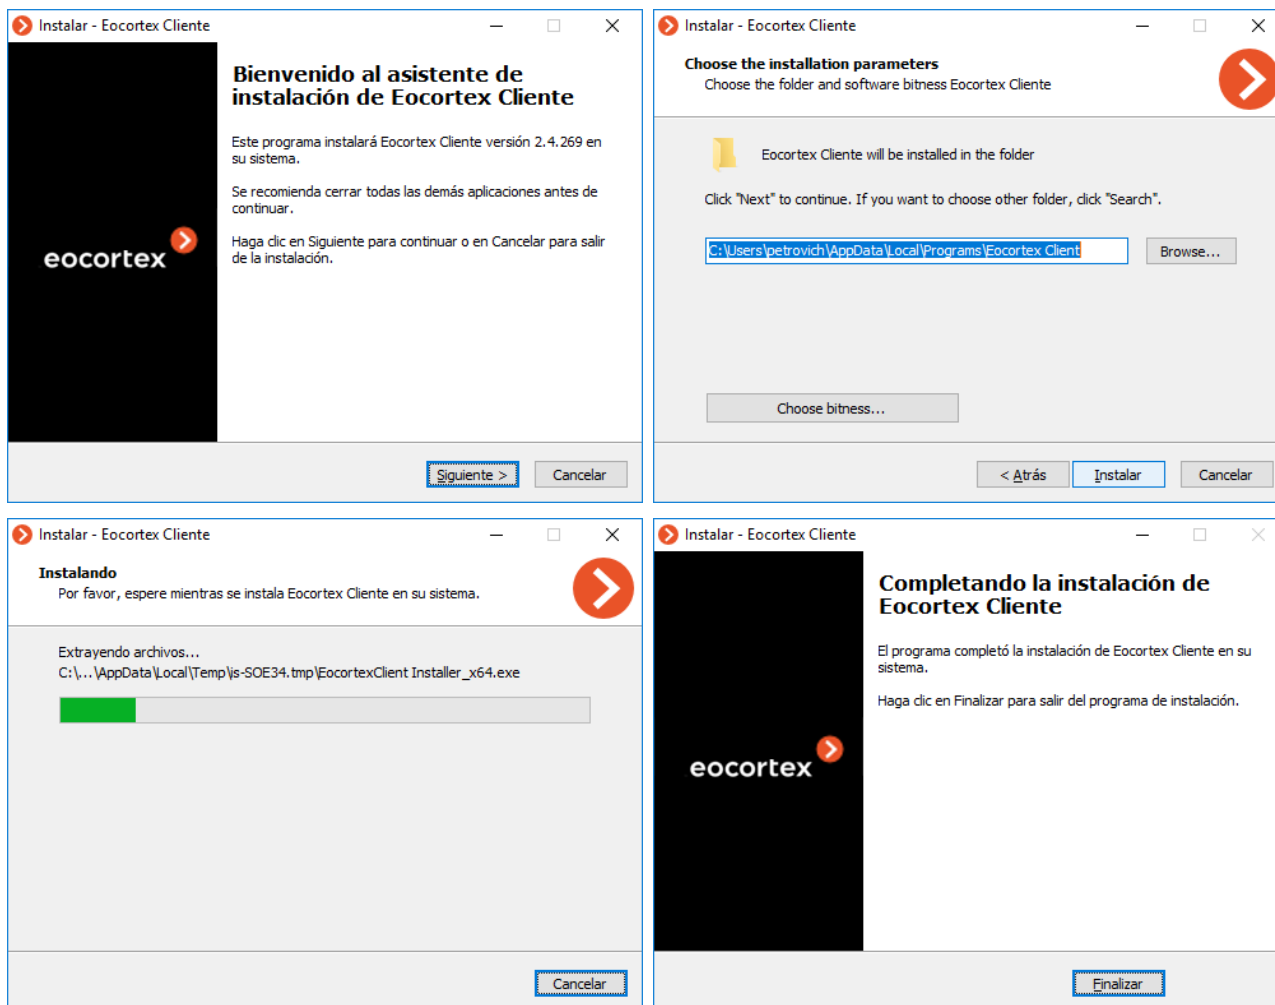 Instalar - Eocortex Cliente
Bienvenido al asistente de
instalación de Eocortex Cliente
Este programa instalará Eocortex Cliente versión 2.4.269 en
su sistema.
Se recomienda cerrar todas las demás aplicaciones antes de
continuar.
Haga clic en Siguiente para continuar o en Cancelar para salir
de la instalación.
eocortex
Siguiente >
Cancelar
Instalar - Eocortex Cliente
Choose the installation parameters
Choose the folder and software bitness Eocortex Cliente
Eocortex Cliente will be installed in the folder
Click "Next" to continue. If you want to choose other folder, click "Search".
C:\Users\petrovich\AppData\Local\Programs\Eocortex Client
Browse...
Choose bitness...
< Atrás
Instalar
Cancelar
Instalar - Eocortex Cliente
Instalando
Por favor, espere mientras se instala Eocortex Cliente en su sistema.
Extrayendo archivos...
C:\...\AppData\Local\Temp\is-SOE34.tmp\EocortexClient Installer_x64.exe
Cancelar
Instalar - Eocortex Cliente
Completando la instalación de
Eocortex Cliente
El programa completó la instalación de Eocortex Cliente en su
sistema.
Haga clic en Finalizar para salir del programa de instalación.
eocortex
Finalizar